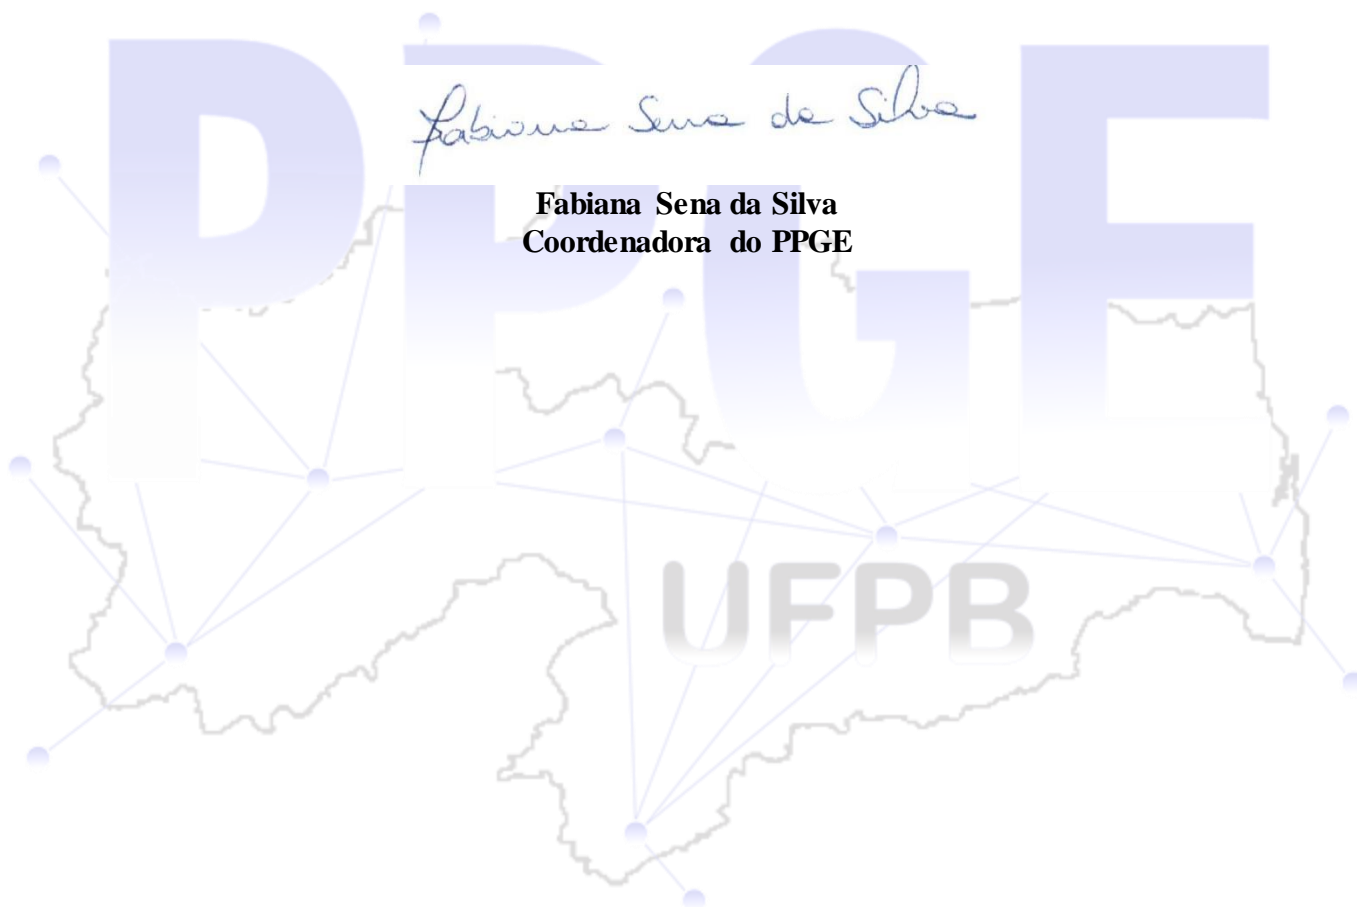 PPGE
Fabiana Sena da Silva
Fabiana Sena da Silva
Coordenadora do PPGE
UFPB